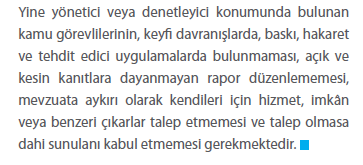 Yine yönetici veya denetleyici konumunda bulunan
kamu görevlilerinin, keyfi davranışlarda, baskı, hakaret
ve tehdit edici uygulamalarda bulunmaması, açık ve
kesin kanıtlara dayanmayan rapor düzenlememesi,
mevzuata aykırı olarak kendileri için hizmet, imkân
veya benzeri çıkarlar talep etmemesi ve talep olmasa
dahi sunulanı kabul etmemesi gerekmektedir.